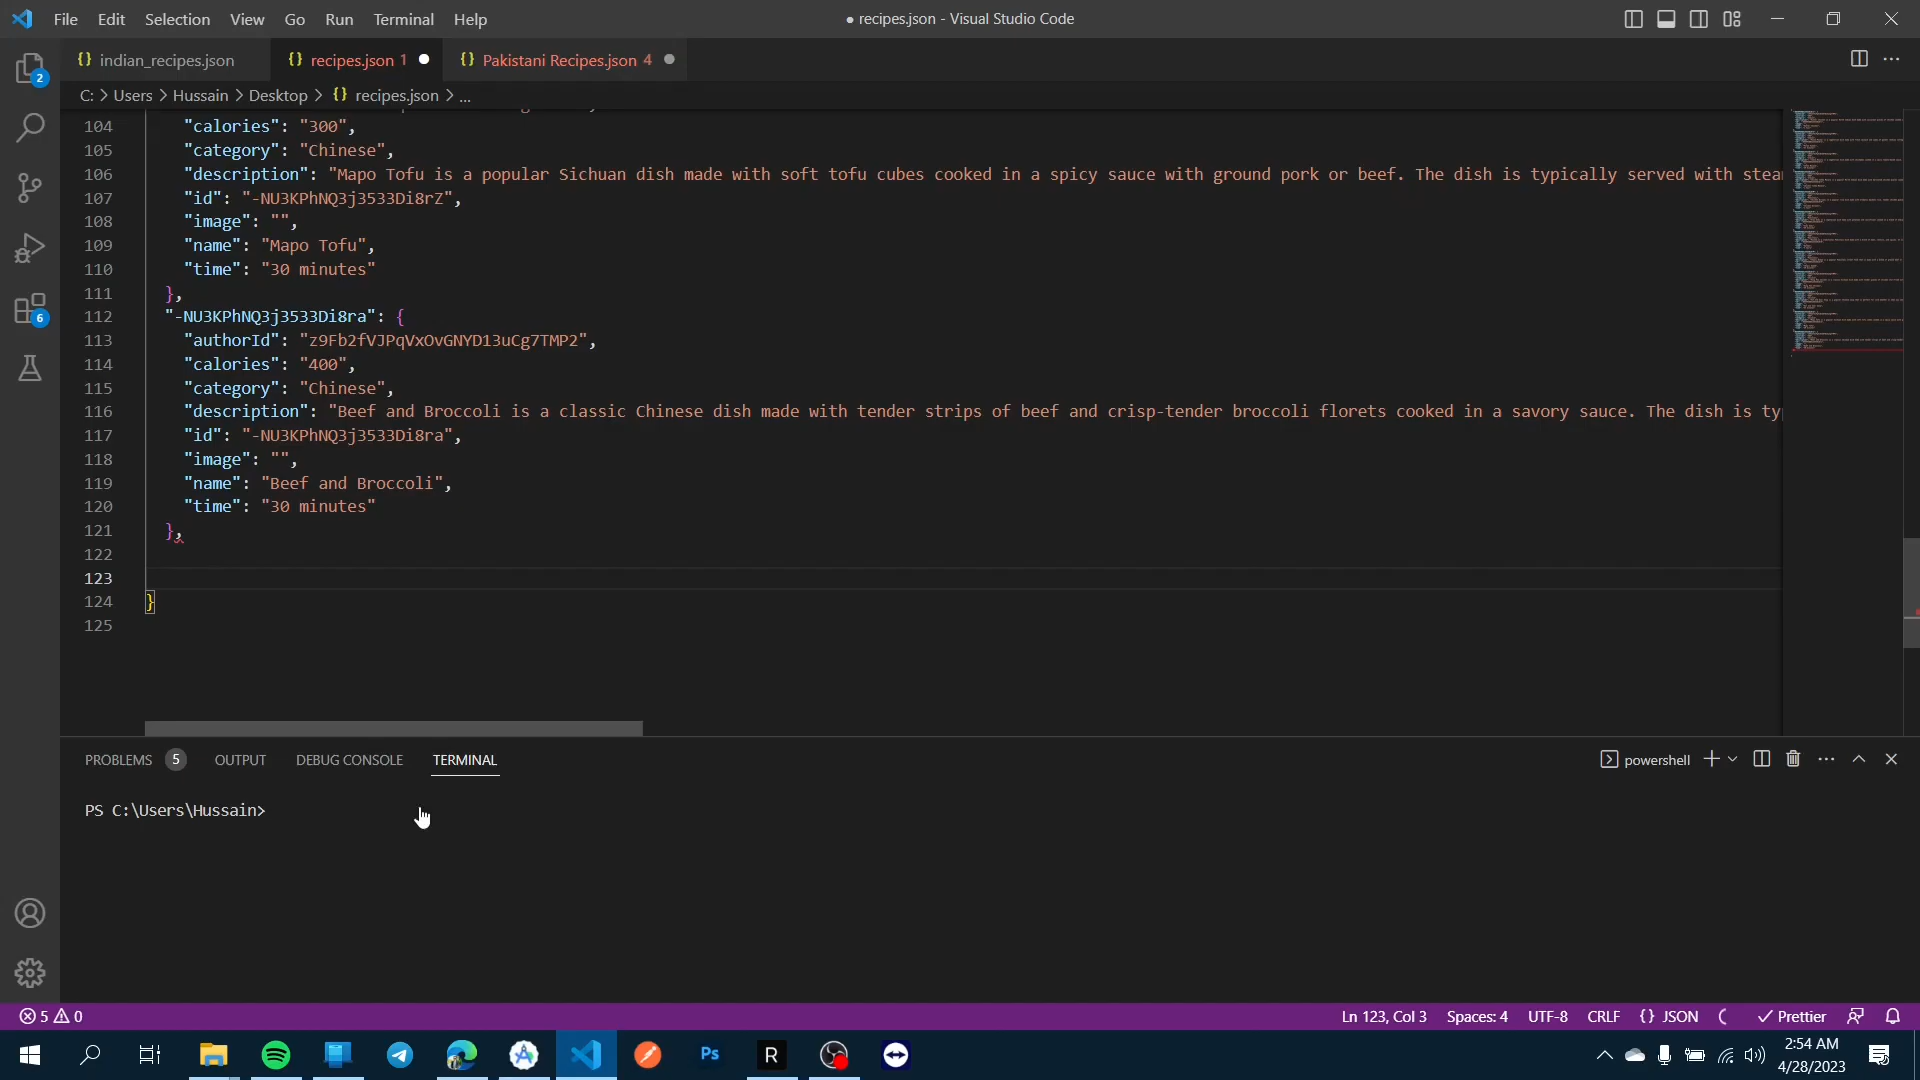 File Edit Selection View Go Run Terminal Help
● recipes.json - Visual Studio Code
{} indian_recipes.json
{} recipes.json 1 ●
{} Pakistani Recipes.json 4 ●
C: > Users > Hussain > Desktop > {} recipes.json > ...
104 "calories": "300",
105 "category": "Chinese",
106 "description": "Mapo Tofu is a popular Sichuan dish made with soft tofu cubes cooked in a spicy sauce with ground pork or beef. The dish is typically served with stea
107 "id": "-NU3KPhNQ3j3533Di8rZ",
108 "image": "",
109 "name": "Mapo Tofu",
110 "time": "30 minutes"
111 },
112 "-NU3KPhNQ3j3533Di8ra": {
113 "authorId": "z9Fb2fVJPqVxOvGNYD13uCg7TMP2",
114 "calories": "400",
115 "category": "Chinese",
116 "description": "Beef and Broccoli is a classic Chinese dish made with tender strips of beef and crisp-tender broccoli florets cooked in a savory sauce. The dish is ty
117 "id": "-NU3KPhNQ3j3533Di8ra",
118 "image": "",
119 "name": "Beef and Broccoli",
120 "time": "30 minutes"
121 },
122
123
124 }
125
PROBLEMS 5 OUTPUT DEBUG CONSOLE TERMINAL
powershell
PS C:\Users\Hussain>
2
6
5 0
Ln 123, Col 3 Spaces: 4 UTF-8 CRLF {} JSON Prettier
Ps
R
2:54 AM
4/28/2023